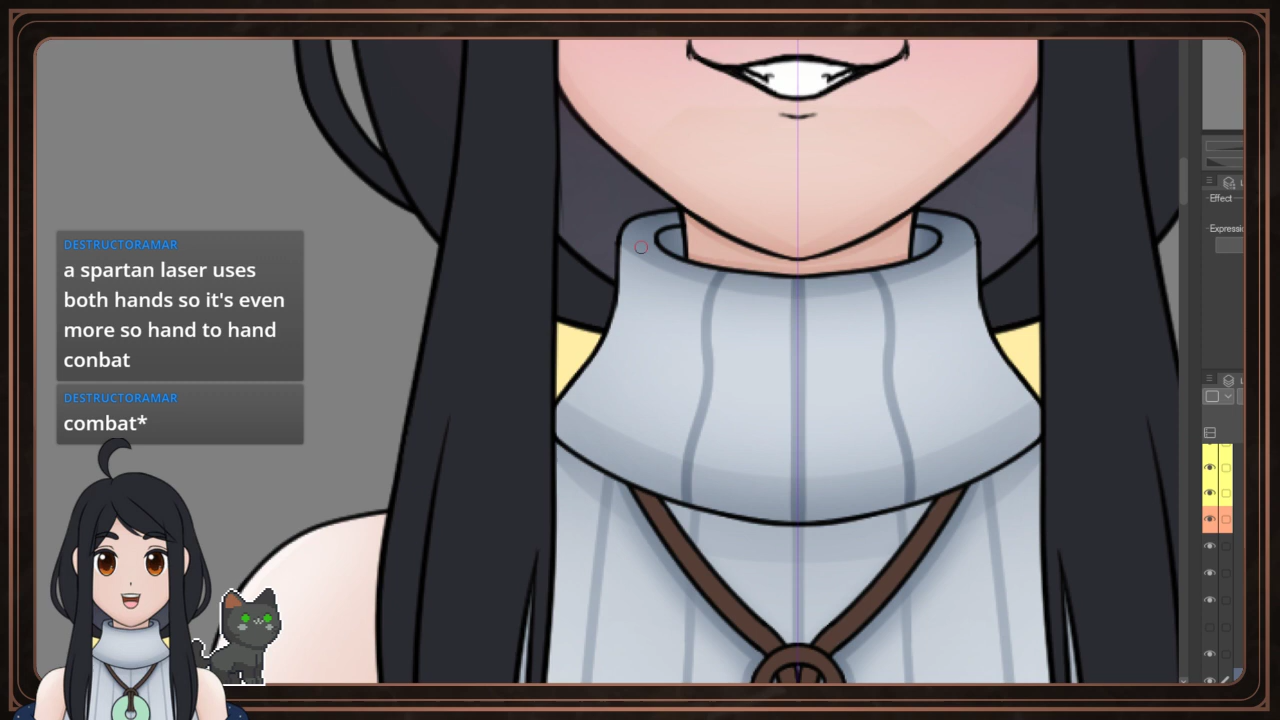 DESTRUCTORAMAR
a spartan laser uses
both hands so it's even
more so hand to hand
conbat
DESTRUCTORAMAR
combat*
Effect